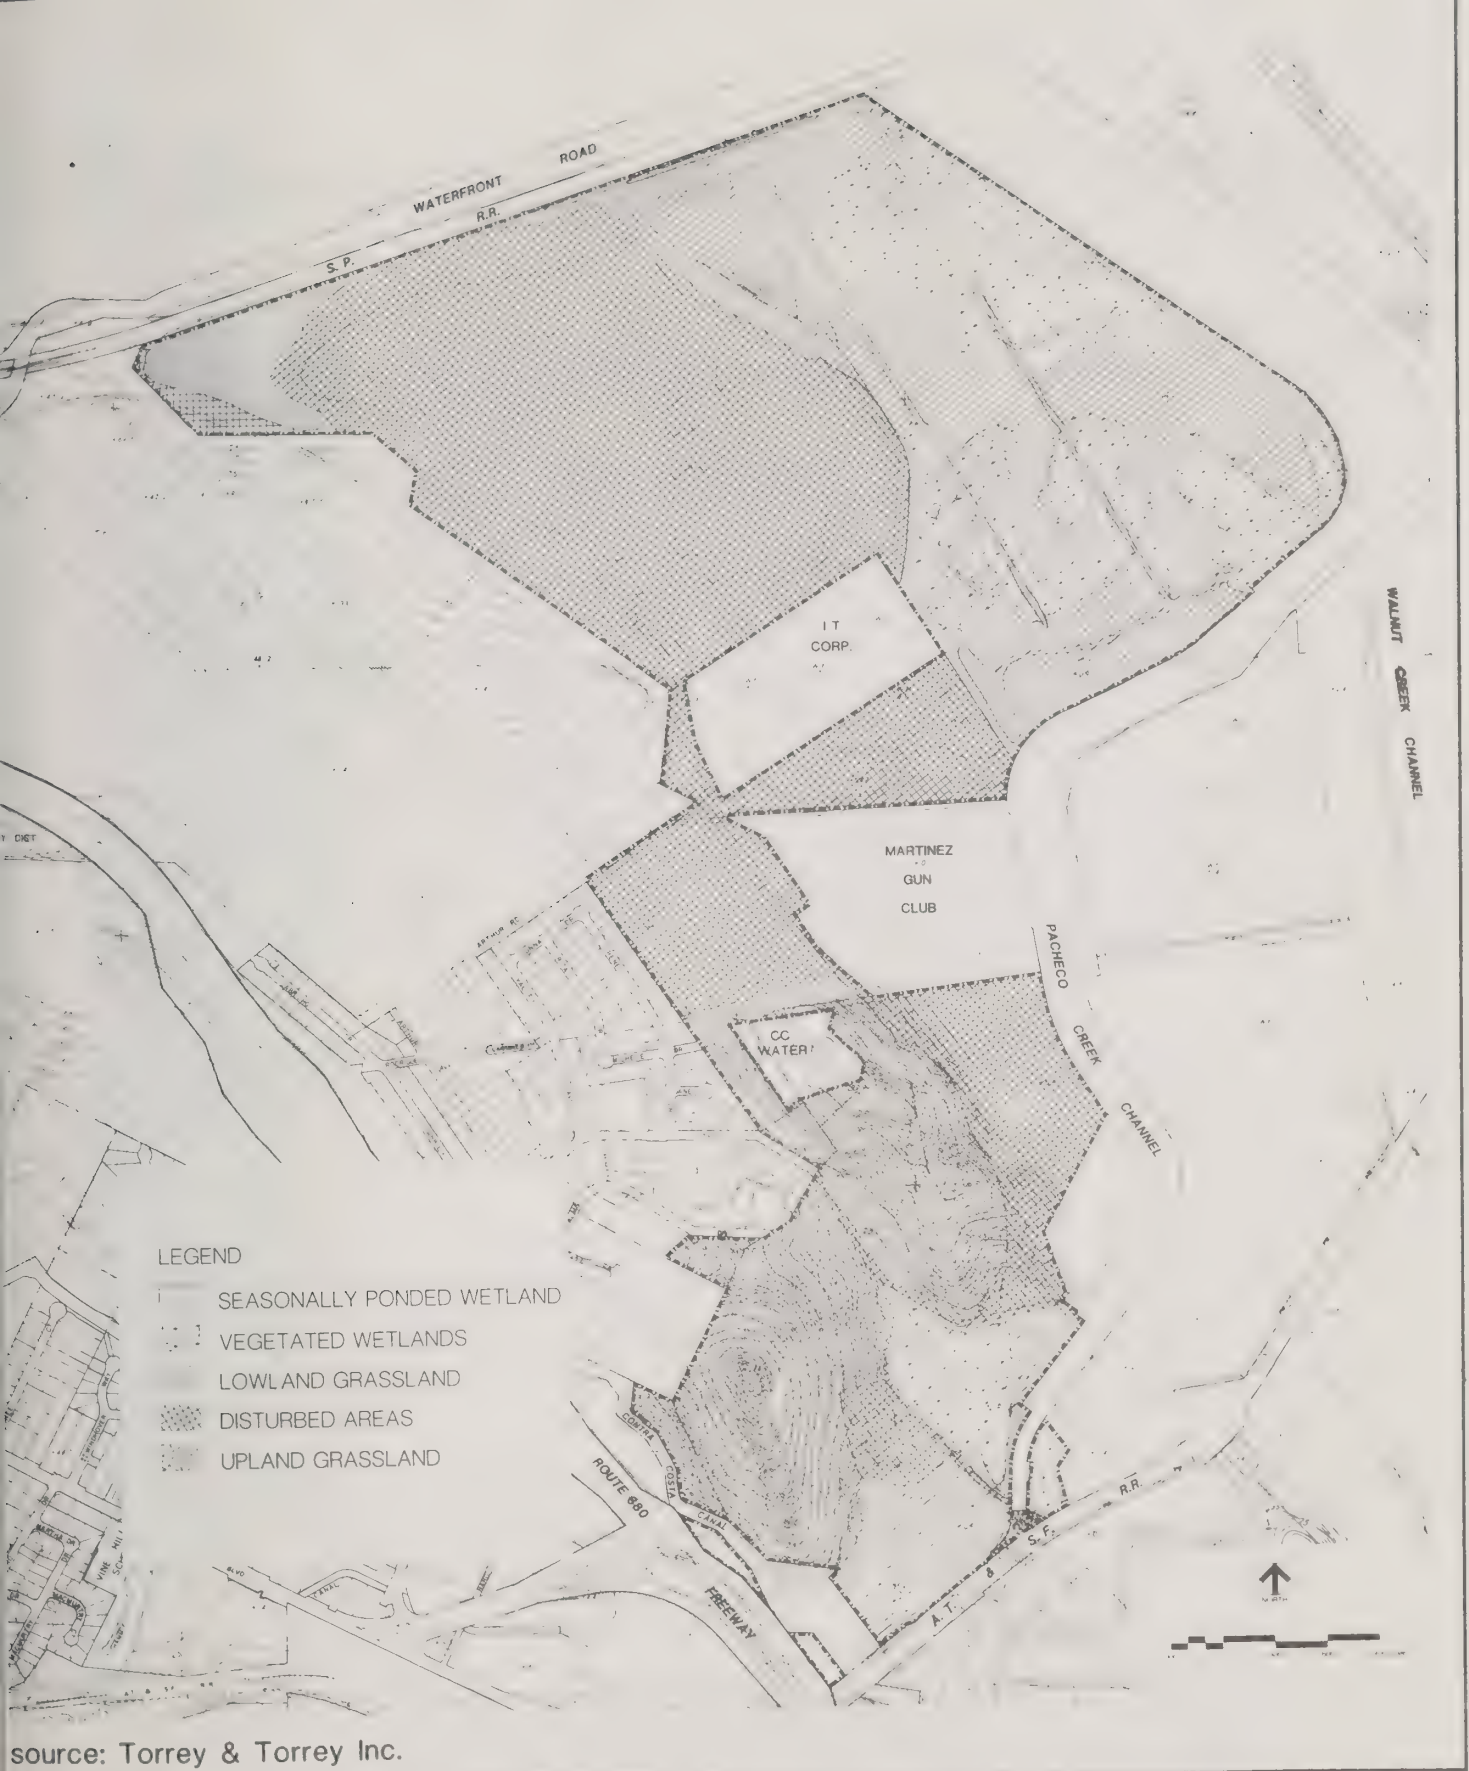 WATERFRONT ROAD
S. P. R.R.
I T
CORP.
WALNUT CREEK CHANNEL
MARTINEZ
GUN
CLUB
PACHECO CREEK CHANNEL
ARTHUR RD
CC
WATER
LEGEND
SEASONALLY PONDED WETLAND
VEGETATED WETLANDS
LOWLAND GRASSLAND
DISTURBED AREAS
UPLAND GRASSLAND
CONTRA COSTA CANAL
ROUTE 680 FREEWAY
A. T. & S. F. R.R.
BLVD
CANAL
NORTH
source: Torrey & Torrey Inc.